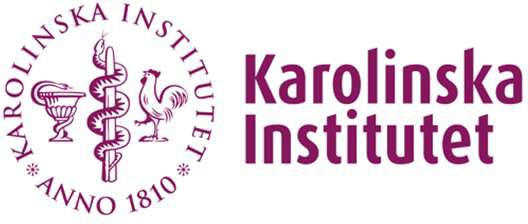 KAROLINSKA INSTITUTET
* ANNO 1810 *
Karolinska
Institutet